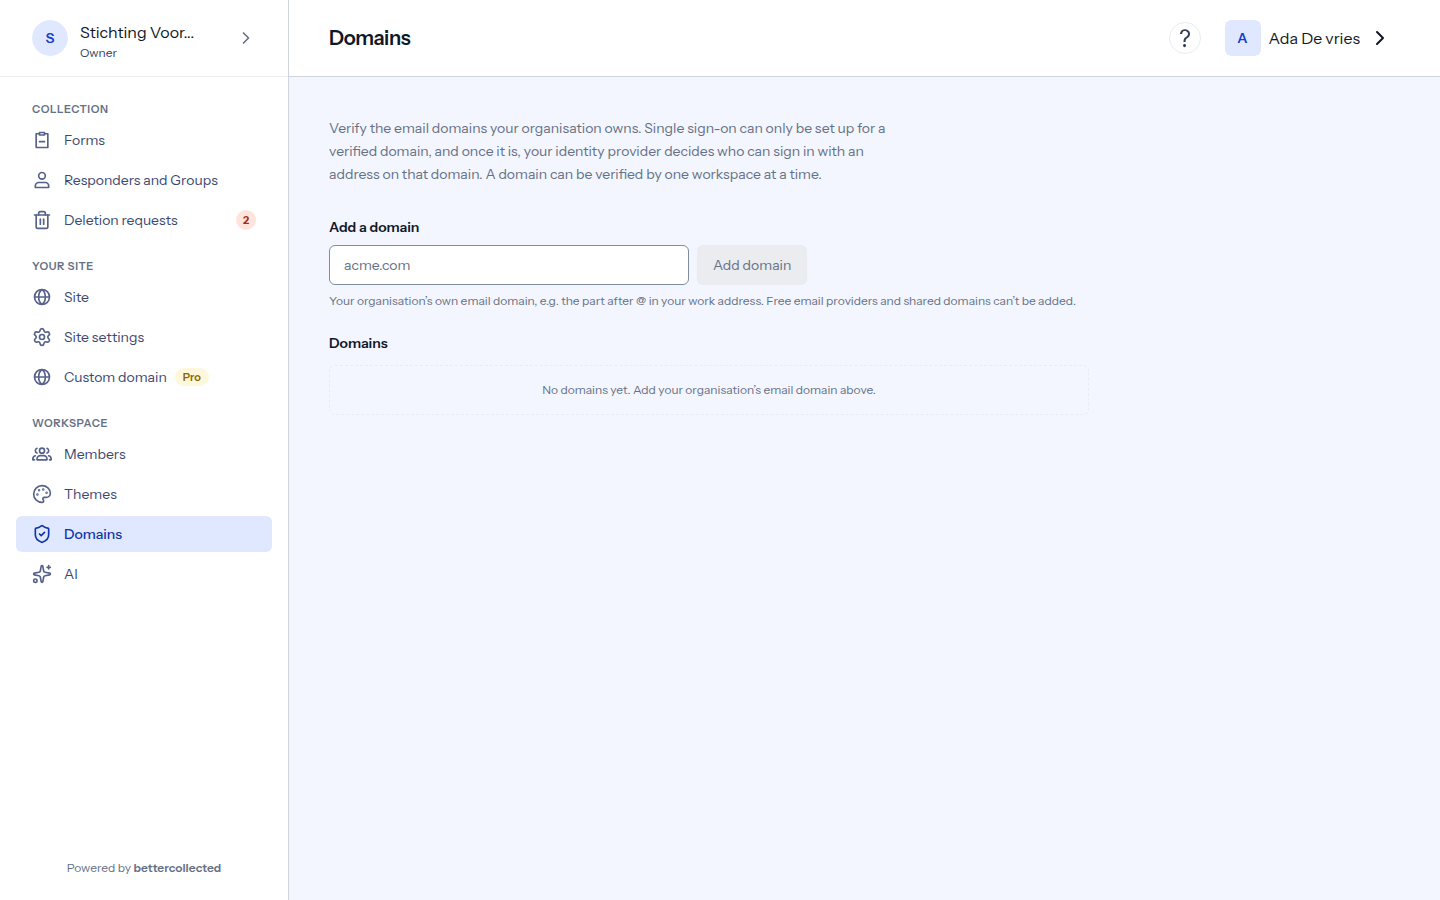 S
Stichting Voor...
Owner
COLLECTION
Forms
Responders and Groups
Deletion requests
2
YOUR SITE
Site
Site settings
Custom domain
Pro
WORKSPACE
Members
Themes
Domains
AI
Powered by bettercollected
Domains
?
A
Ada De vries
Verify the email domains your organisation owns. Single sign-on can only be set up for a
verified domain, and once it is, your identity provider decides who can sign in with an
address on that domain. A domain can be verified by one workspace at a time.
Add a domain
acme.com
Add domain
Your organisation's own email domain, e.g. the part after @ in your work address. Free email providers and shared domains can't be added.
Domains
No domains yet. Add your organisation's email domain above.